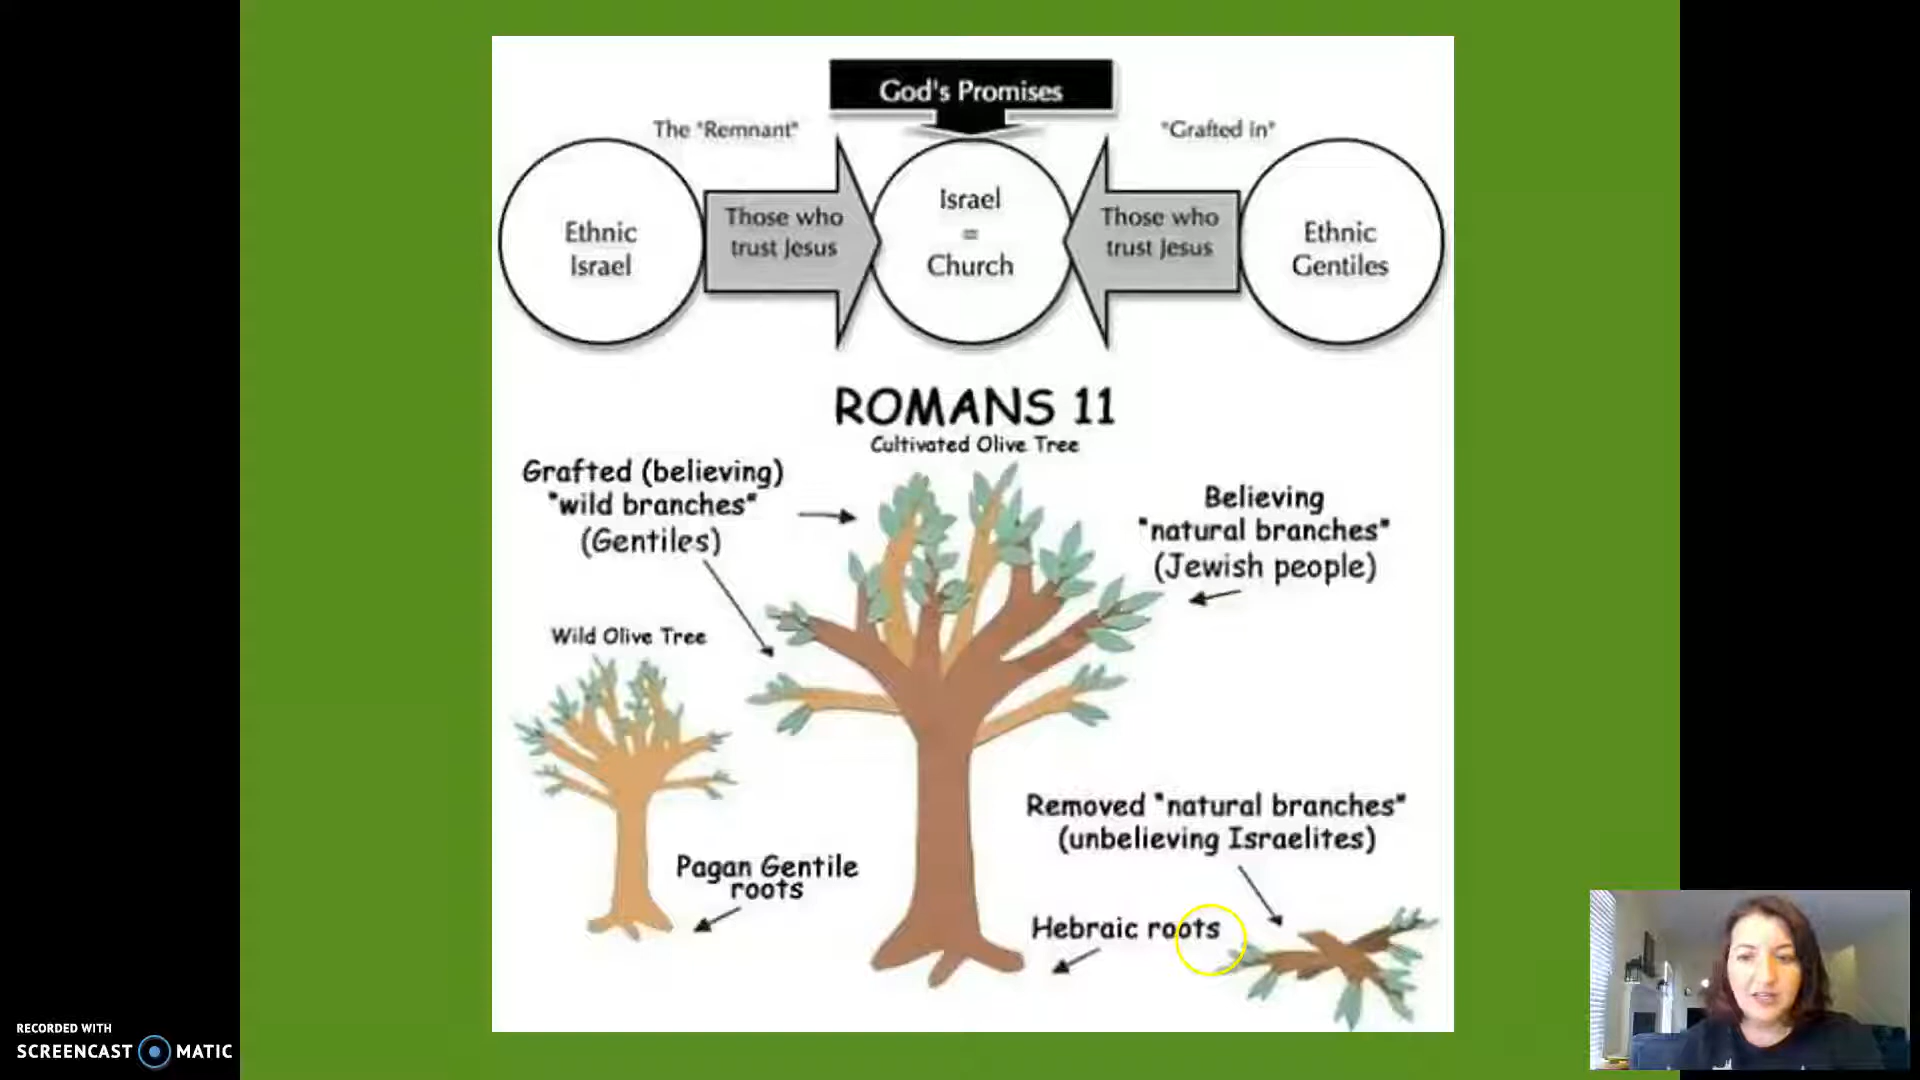 God's Promises
The "Remnant"
"Grafted in"
Ethnic
Israel
Those who
trust Jesus
Israel
=
Church
Those who
trust Jesus
Ethnic
Gentiles
ROMANS 11
Cultivated Olive Tree
Grafted (believing)
"wild branches"
(Gentiles)
Believing
"natural branches"
(Jewish people)
Wild Olive Tree
Removed "natural branches"
(unbelieving Israelites)
Pagan Gentile
roots
Hebraic roots
RECORDED WITH
SCREENCAST MATIC